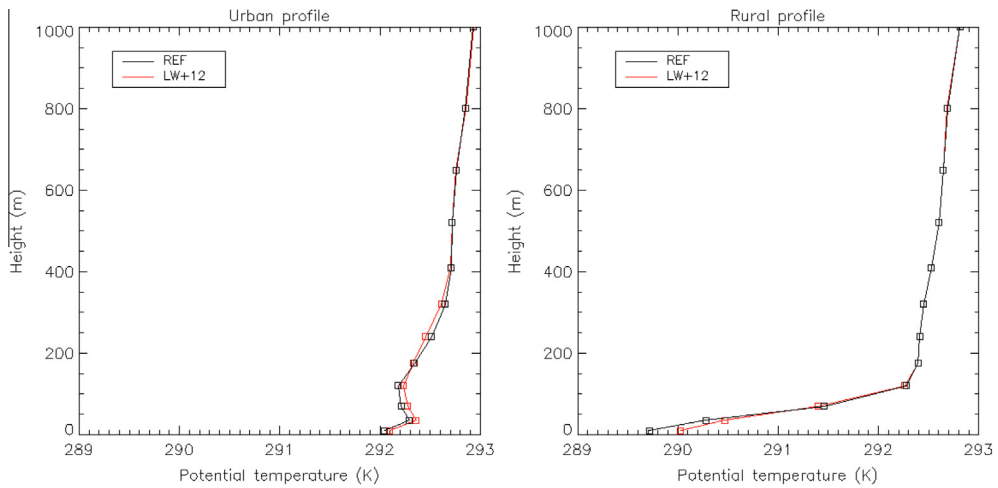 Urban profile
1000
800
600
400
200
0
Height (m)
REF
LW+12
289 290 291 292 293
Potential temperature (K)
Rural profile
1000
800
600
400
200
0
Height (m)
REF
LW+12
289 290 291 292 293
Potential temperature (K)